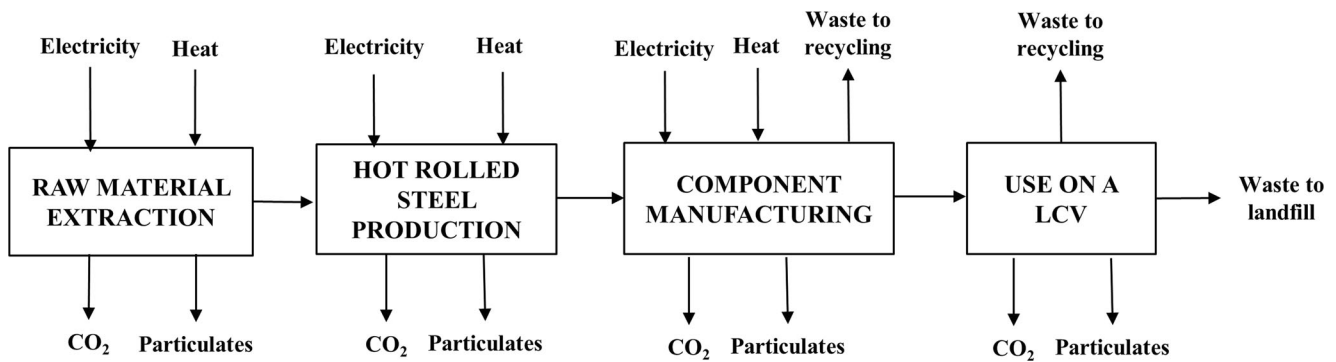 Electricity
Heat
Electricity
Heat
Electricity
Heat
Waste to
recycling
Waste to
recycling
RAW MATERIAL
EXTRACTION
HOT ROLLED
STEEL
PRODUCTION
COMPONENT
MANUFACTURING
USE ON A
LCV
Waste to
landfill
CO₂
Particulates
CO₂
Particulates
CO₂
Particulates
CO₂
Particulates